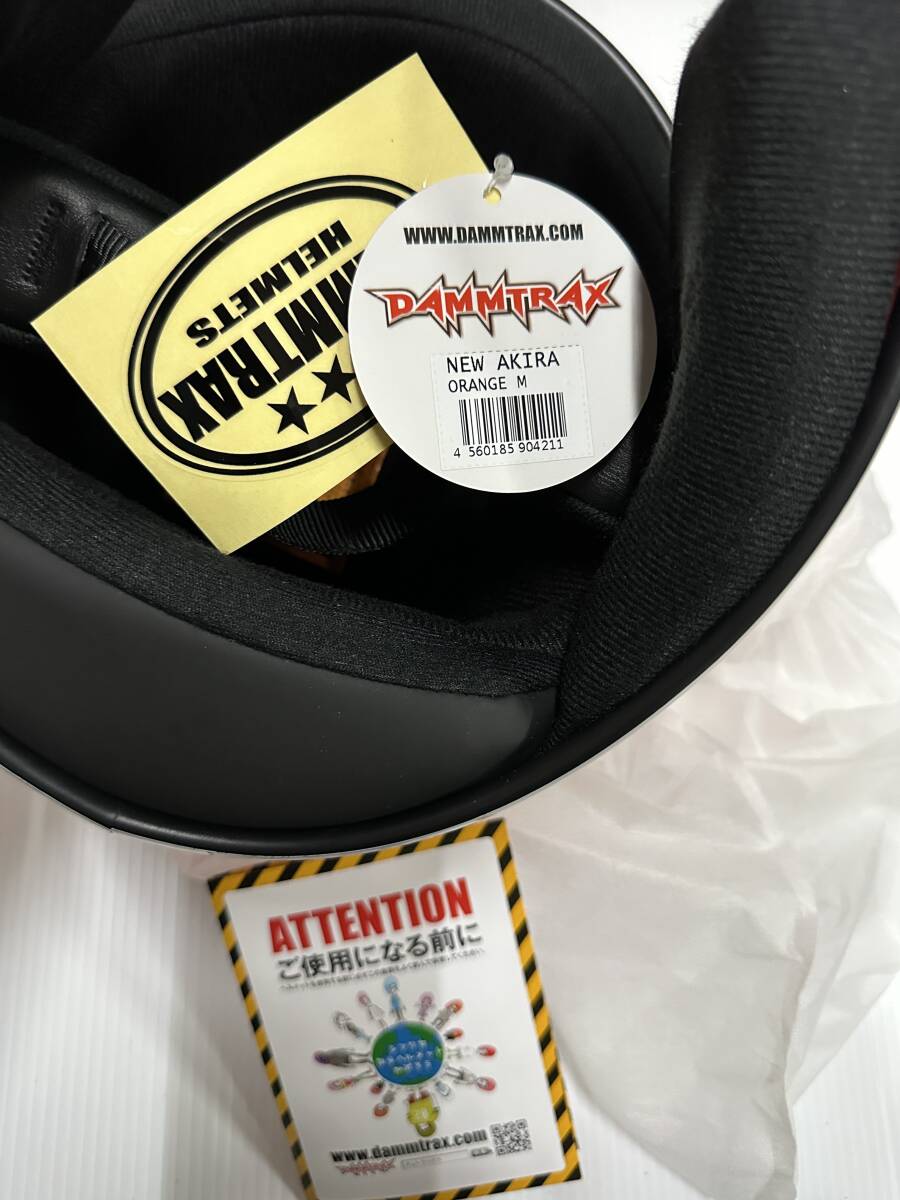 AMMTRAX
HELMETS
WWW.DAMMTRAX.COM
DAMMTRAX
NEW AKIRA
ORANGE M
4 560185 904211
ATTENTION
ご使用になる前に
www.dammtrax.com
DAMMTRAX